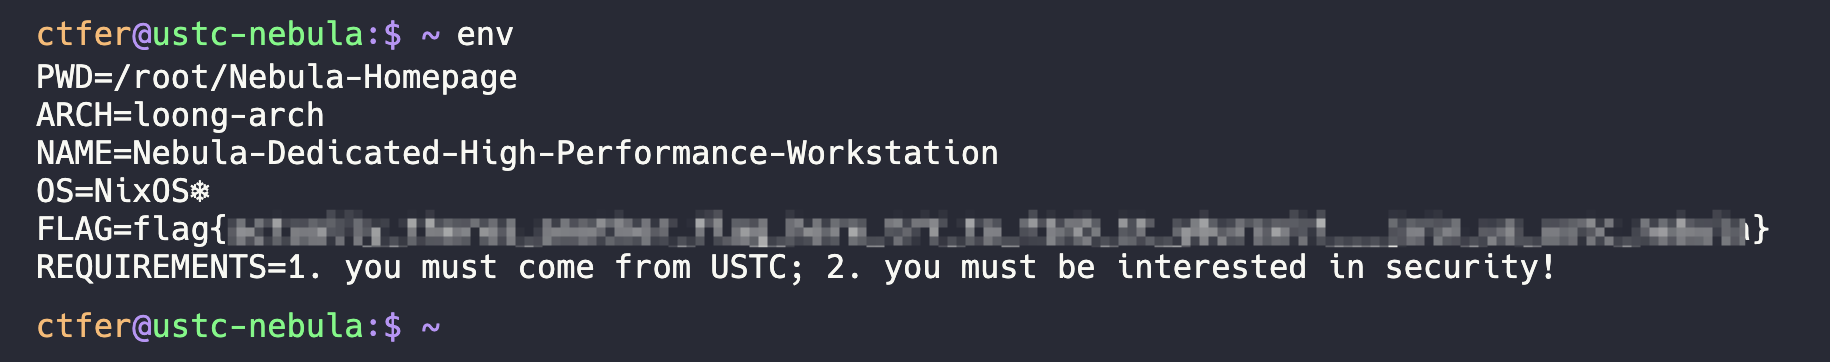 ctfer@ustc-nebula:$ ~ env
PWD=/root/Nebula-Homepage
ARCH=loong-arch
NAME=Nebula-Dedicated-High-Performance-Workstation
OS=NixOS❄
FLAG=flag{}
REQUIREMENTS=1. you must come from USTC; 2. you must be interested in security!
ctfer@ustc-nebula:$ ~